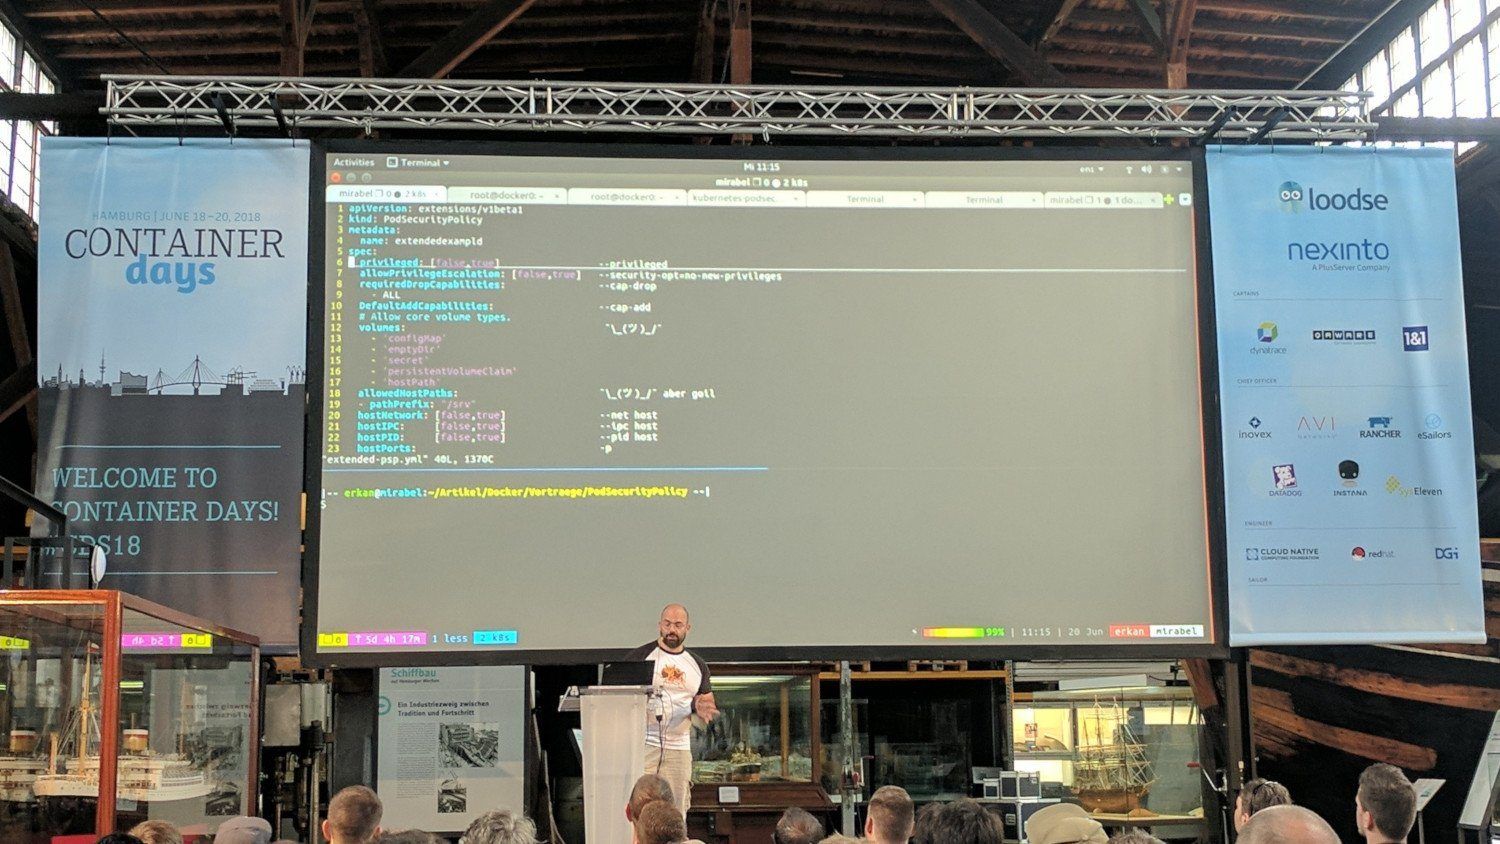 HAMBURG | JUNE 18–20, 2018
CONTAINER
days
WELCOME TO
CONTAINER DAYS!
#CDS18
Activities Terminal
Mi 11:15
en1
mirabel ❐ 0 ● 2 k8s
mirabel ❐ 0 ● 2 k8s
root@docker0: ~
root@docker0: ~
kubernetes-podsec.
Terminal
Terminal
mirabel ❐ 1 ● 1 do...
1 apiVersion: extensions/v1beta1
2 kind: PodSecurityPolicy
3 metadata:
4 name: extendedexampld
5 spec:
6 privileged: [false,true] --privileged
7 allowPrivilegeEscalation: [false,true] --security-opt=no-new-privileges
8 requiredDropCapabilities: --cap-drop
9 - ALL
10 DefaultAddCapabilities: --cap-add
11 # Allow core volume types.
12 volumes: ¯\_(ツ)_/¯
13 - 'configMap'
14 - 'emptyDir'
15 - 'secret'
16 - 'persistentVolumeClaim'
17 - 'hostPath'
18 allowedHostPaths: ¯\_(ツ)_/¯ aber goil
19 - pathPrefix: "/srv"
20 hostNetwork: [false,true] --net host
21 hostIPC: [false,true] --ipc host
22 hostPID: [false,true] --pid host
23 hostPorts: -p
"extended-psp.yml" 40L, 1370C
|-- erkan@mirabel:~/Artikel/Docker/Vortraege/PodSecurityPolicy --|
$
❐ 0 ↑ 5d 4h 17m 1 less 2 k8s
99% | 11:15 | 20 Jun erkan mirabel
loodse
nexinto
A PlusServer Company
CAPTAINS
dynatrace
QAWARE
1&1
CHIEF OFFICER
inovex
AVI
Networks
RANCHER
eSailors
DATADOG
INSTANA
SysEleven
ENGINEER
CLOUD NATIVE
COMPUTING FOUNDATION
redhat.
DGi
SAILOR
Schiffbau
auf Hamburger Werften
Ein Industriezweig zwischen
Tradition und Fortschritt